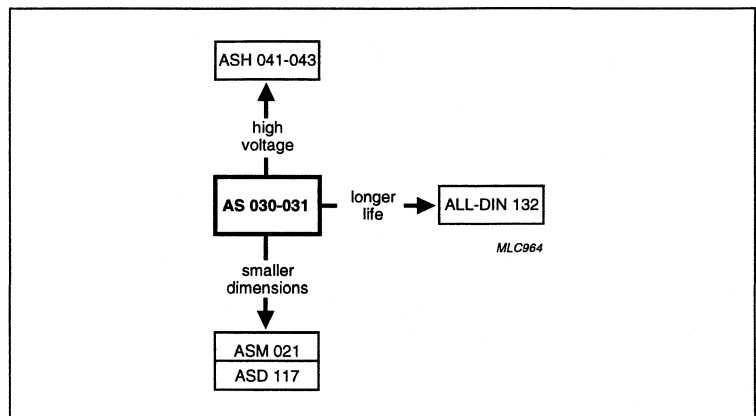 ASH 041-043
high
voltage
AS 030-031
longer
life
ALL-DIN 132
MLC964
smaller
dimensions
ASM 021
ASD 117